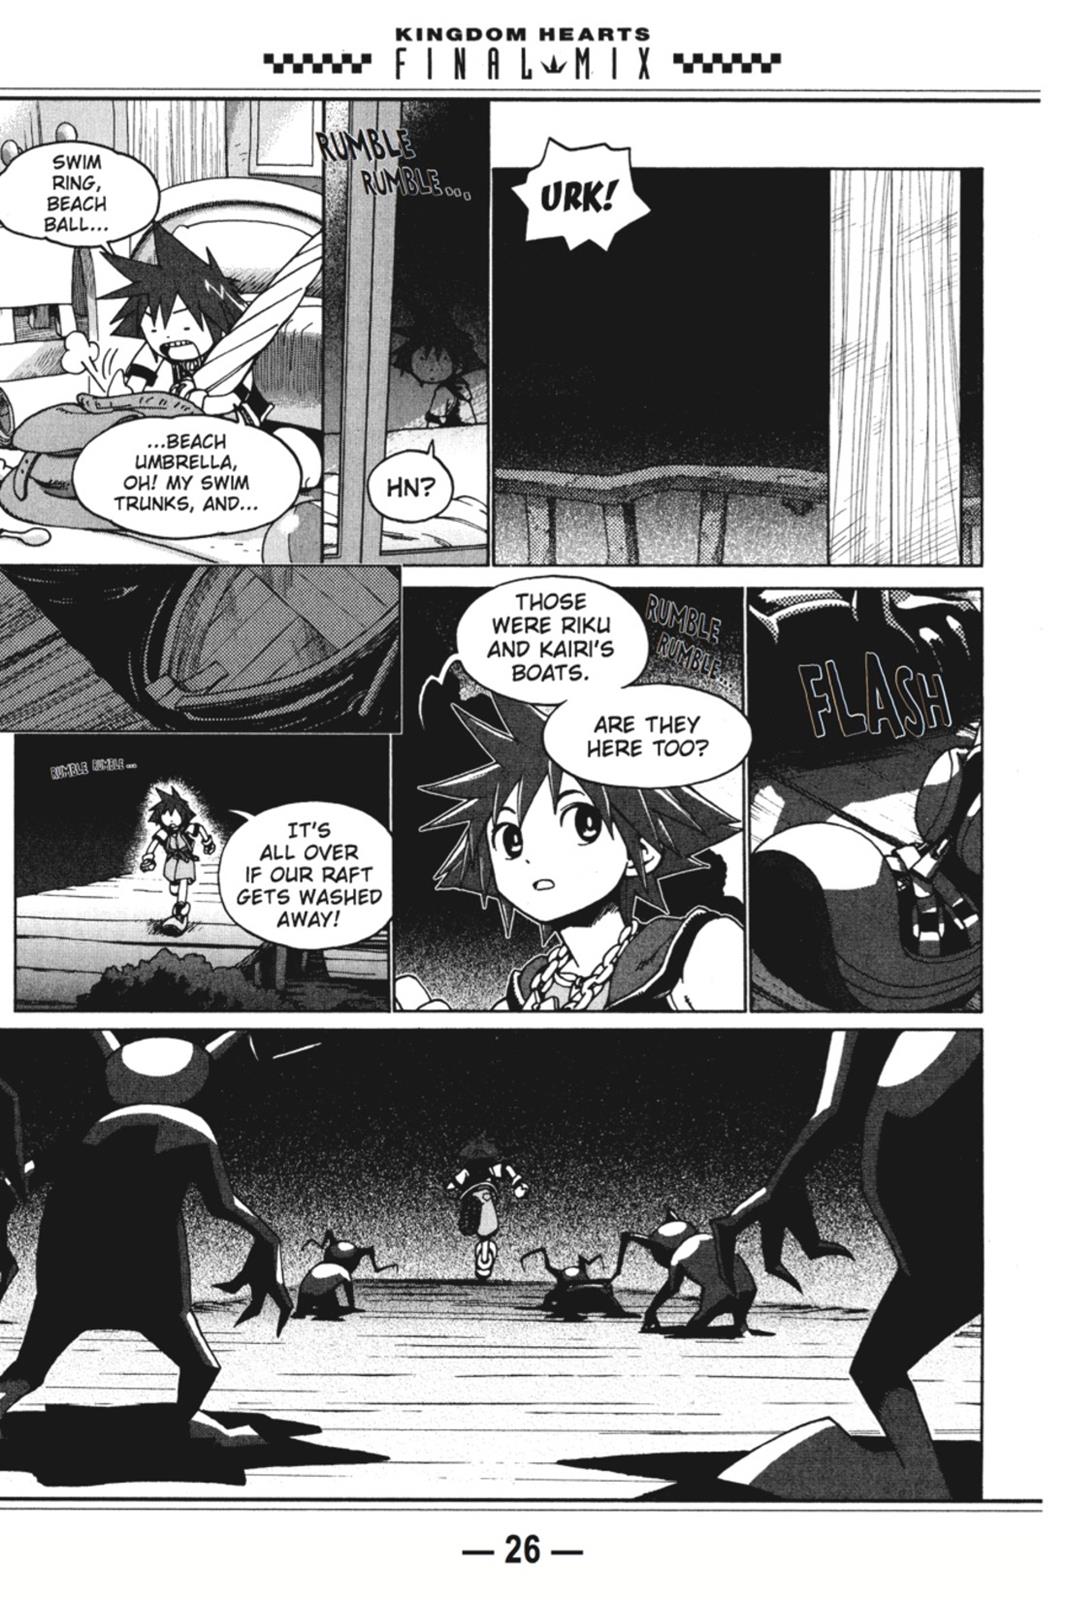 KINGDOM HEARTS
FINAL MIX
SWIM
RING,
BEACH
BALL...
...BEACH
UMBRELLA,
OH! MY SWIM
TRUNKS, AND...
RUMBLE
RUMBLE...
HN?
URK!
RUMBLE RUMBLE...
IT'S
ALL OVER
IF OUR RAFT
GETS WASHED
AWAY!
THOSE
WERE RIKU
AND KAIRI'S
BOATS.
RUMBLE
RUMBLE...
ARE THEY
HERE TOO?
FLASH
— 26 —